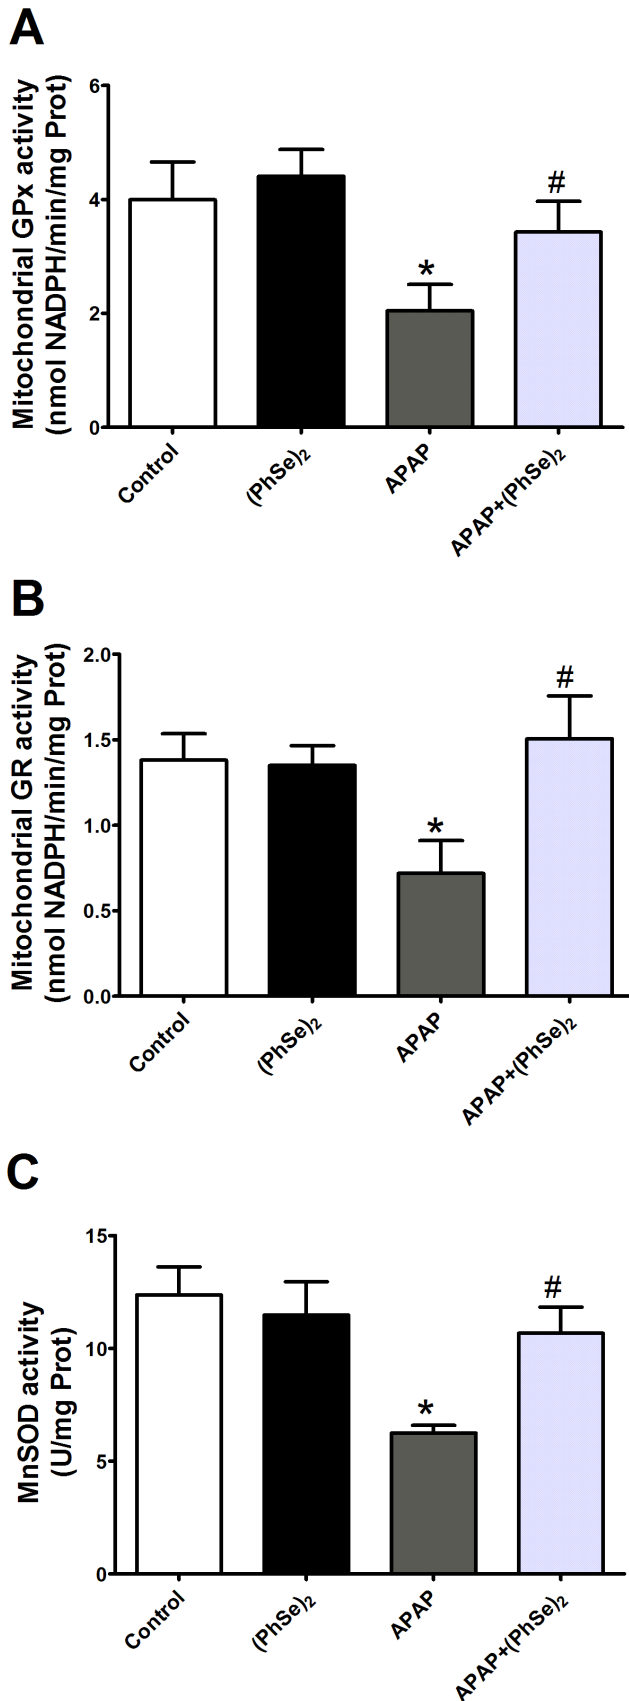 A
Mitochondrial GPx activity
(nmol NADPH/min/mg Prot)
6
4
2
0
*
#
Control
(PhSe)2
APAP
APAP+(PhSe)2
B
Mitochondrial GR activity
(nmol NADPH/min/mg Prot)
2.0
1.5
1.0
0.5
0.0
*
#
Control
(PhSe)2
APAP
APAP+(PhSe)2
C
MnSOD activity
(U/mg Prot)
15
10
5
0
*
#
Control
(PhSe)2
APAP
APAP+(PhSe)2